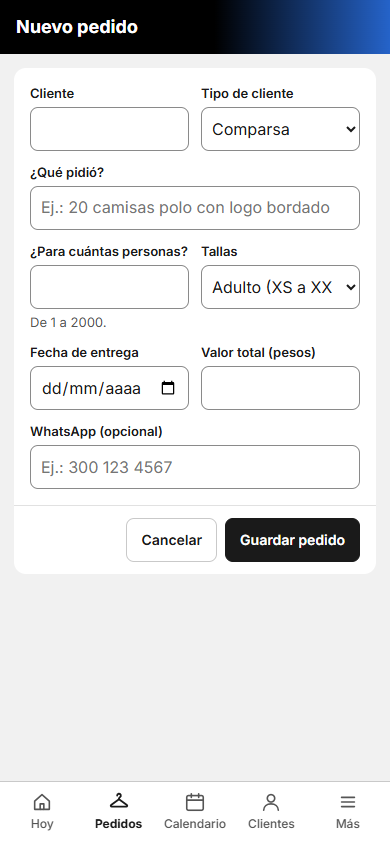 Nuevo pedido
Cliente
Tipo de cliente
Comparsa
¿Qué pidió?
Ej.: 20 camisas polo con logo bordado
¿Para cuántas personas?
Tallas
Adulto (XS a XX
De 1 a 2000.
Fecha de entrega
Valor total (pesos)
dd/mm/aaaa
WhatsApp (opcional)
Ej.: 300 123 4567
Cancelar
Guardar pedido
Hoy
Pedidos
Calendario
Clientes
Más